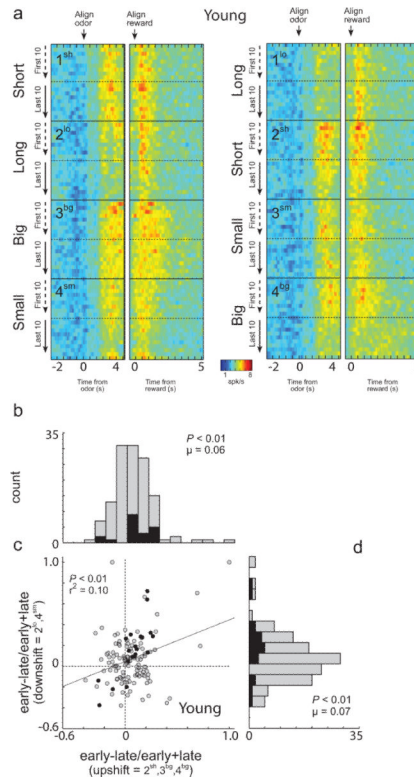 a
Align odor
Align reward
Young
Align odor
Align reward
Short
First 10
Last 10
1sh
Long
First 10
Last 10
2lo
Big
First 10
Last 10
3bg
Small
First 10
Last 10
4sm
-2 0 4
0 5
Time from odor (s)
Time from reward (s)
1 8
apk/s
Long
First 10
Last 10
1lo
Short
First 10
Last 10
2sh
Small
First 10
Last 10
3sm
Big
First 10
Last 10
4bg
-2 0 4
0 5
Time from odor (s)
Time from reward (s)
b
35
count
0
P < 0.01
μ = 0.06
c
1.0
P < 0.01
r2 = 0.10
early-late/early+late
(downshift = 2lo,4sm)
0
-0.6
Young
-0.6 0 1.0
early-late/early+late
(upshift = 2sh,3bg,4bg)
d
P < 0.01
μ = 0.07
0 35